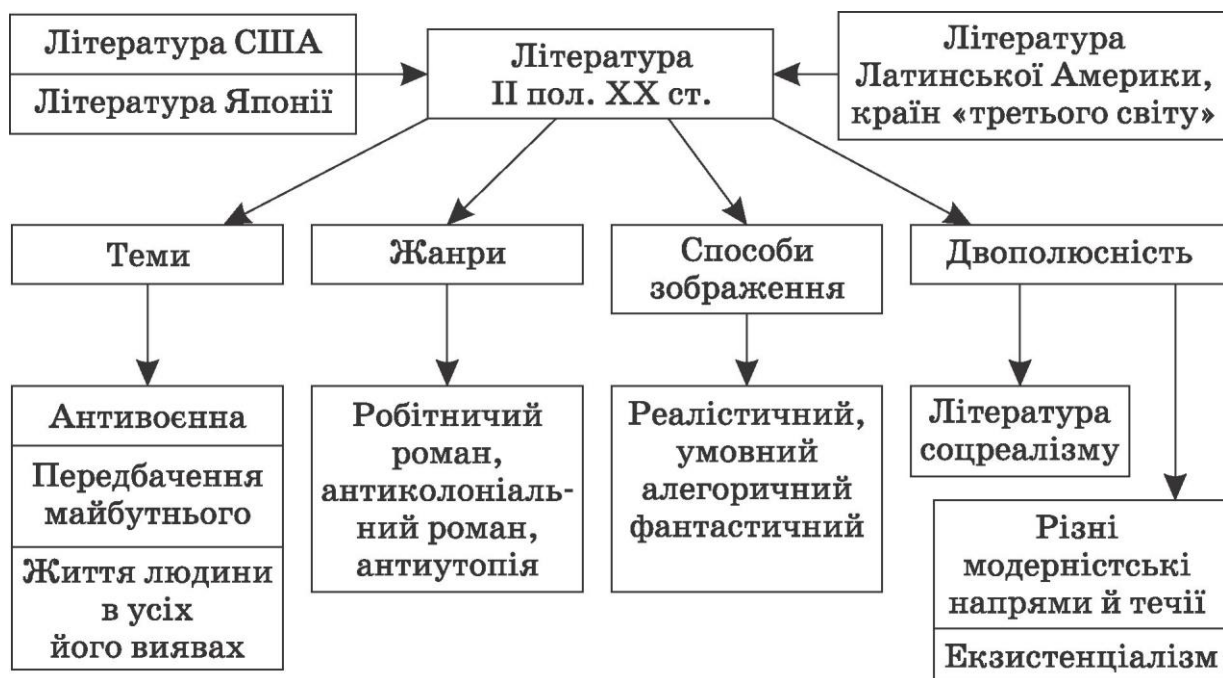 Література США
Література Японії
Література
ІІ пол. ХХ ст.
Література
Латинської Америки,
країн «третього світу»
Теми
Жанри
Способи
зображення
Двополюсність
Антивоєнна
Передбачення
майбутнього
Життя людини
в усіх
його виявах
Робітничий
роман,
антиколоніаль-
ний роман,
антиутопія
Реалістичний,
умовний
алегоричний
фантастичний
Література
соцреалізму
Різні
модерністські
напрями й течії
Екзистенціалізм